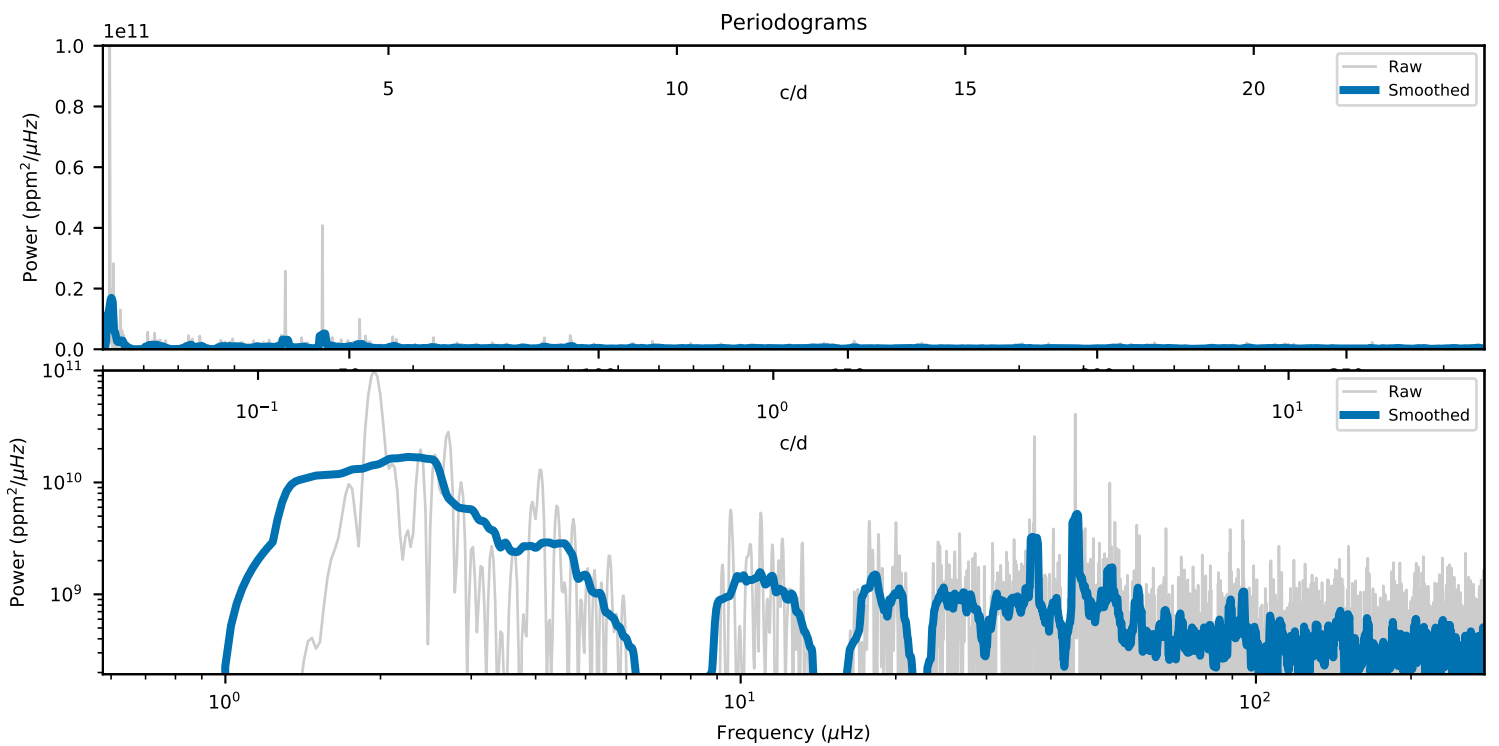 Periodograms
1e11
1.0
0.8
0.6
0.4
0.2
0.0
Power (ppm²/μHz)
5 10 15 20
c/d
Raw
Smoothed
10¹¹
10¹⁰
10⁹
Power (ppm²/μHz)
10⁻¹ 10⁰ 10¹
c/d
Raw
Smoothed
10⁰ 10¹ 10²
Frequency (μHz)